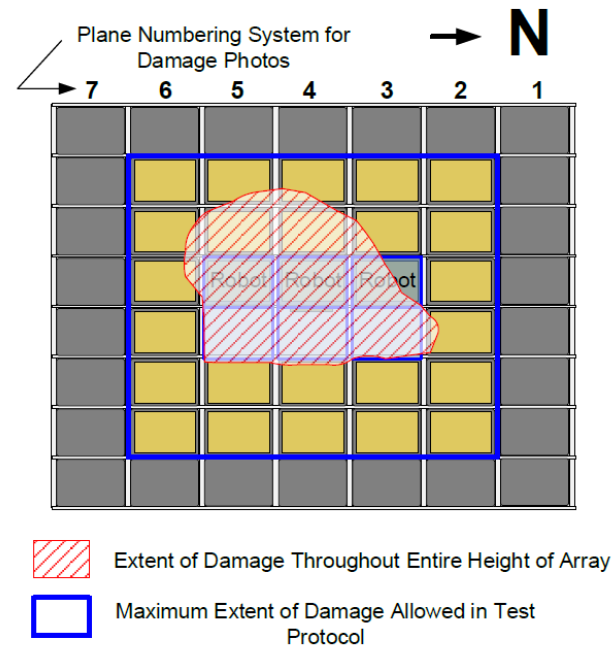 Plane Numbering System for
Damage Photos
N
7 6 5 4 3 2 1
Robot Robot Robot
Extent of Damage Throughout Entire Height of Array
Maximum Extent of Damage Allowed in Test
Protocol